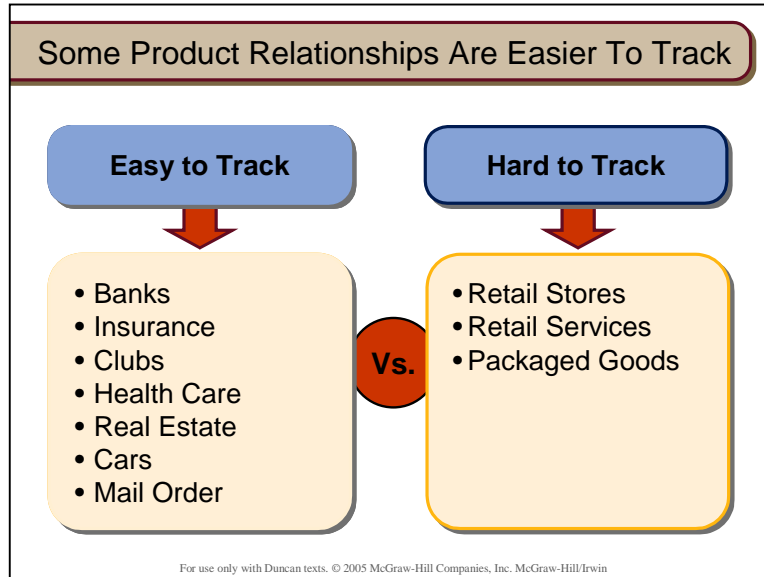 Some Product Relationships Are Easier To Track
Easy to Track
• Banks
• Insurance
• Clubs
• Health Care
• Real Estate
• Cars
• Mail Order
Vs.
Hard to Track
• Retail Stores
• Retail Services
• Packaged Goods
For use only with Duncan texts. © 2005 McGraw-Hill Companies, Inc. McGraw-Hill/Irwin